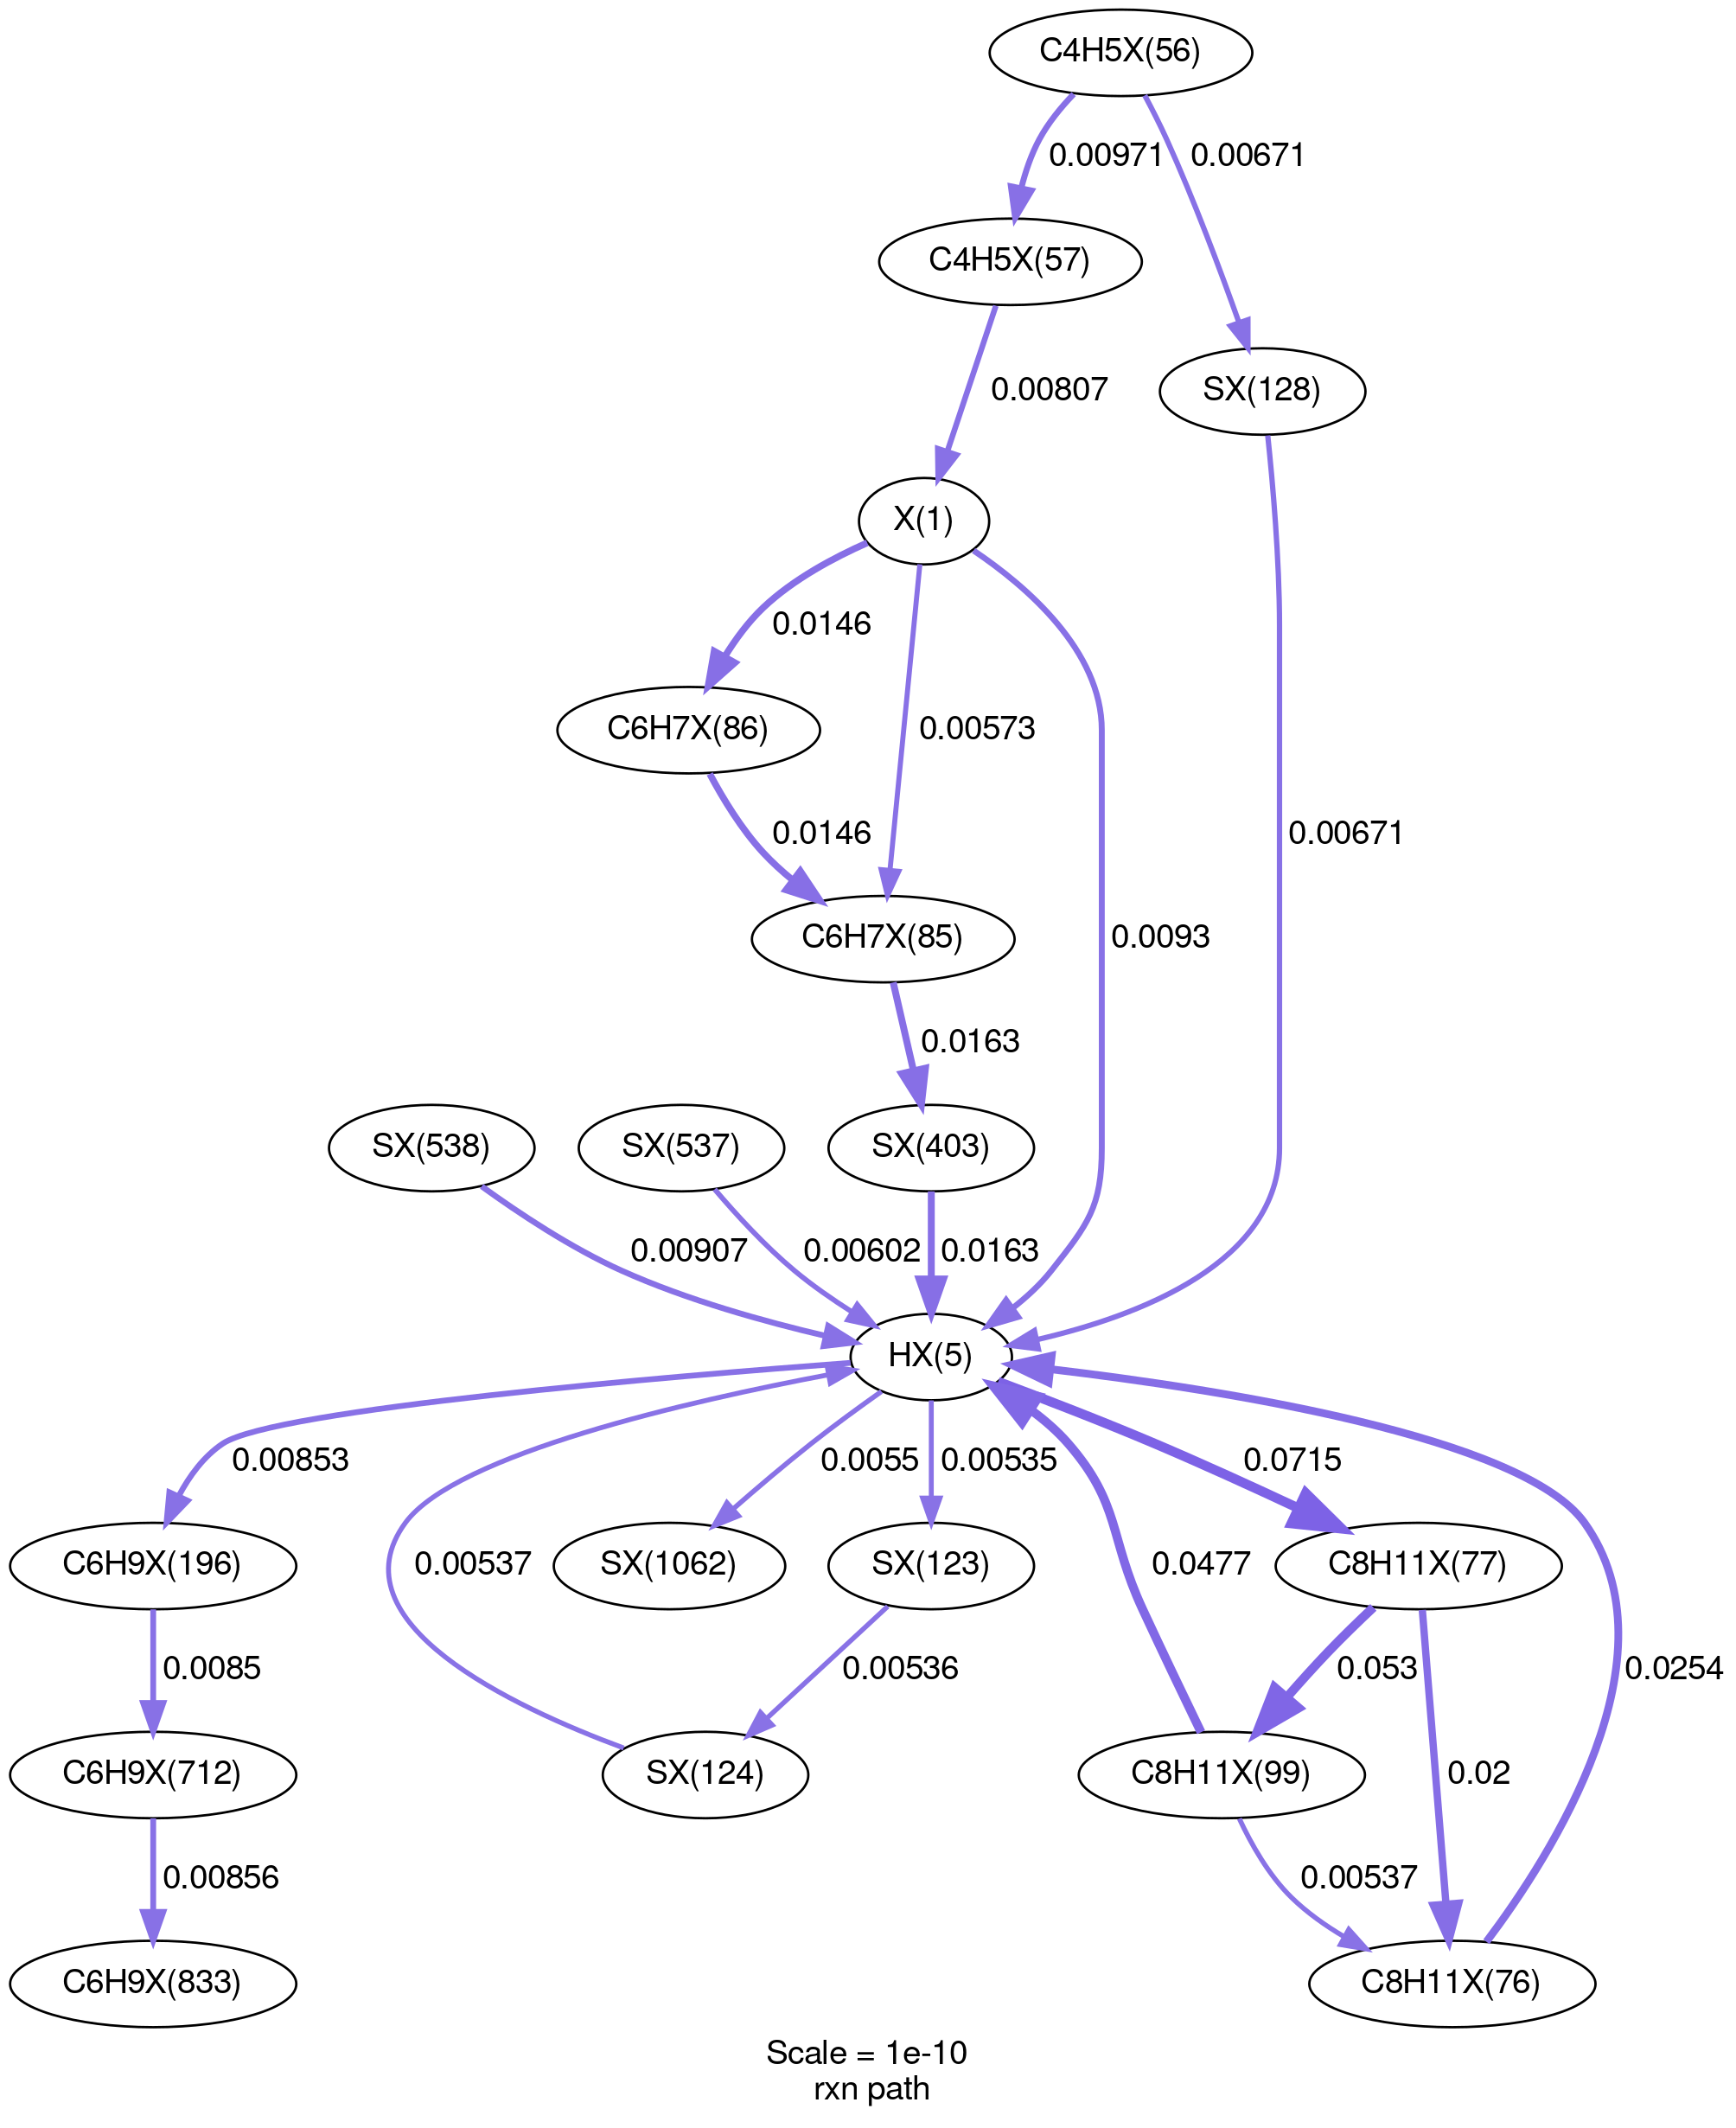 C4H5X(56)
0.00971
0.00671
C4H5X(57)
0.00807
SX(128)
X(1)
0.0146
C6H7X(86)
0.00573
0.0146
0.00671
C6H7X(85)
0.0093
0.0163
SX(538)
SX(537)
SX(403)
0.00907
0.00602
0.0163
HX(5)
0.00853
0.0055
0.00535
0.0715
C6H9X(196)
0.00537
SX(1062)
SX(123)
0.0477
C8H11X(77)
0.0085
0.00536
0.053
0.0254
C6H9X(712)
SX(124)
C8H11X(99)
0.02
0.00856
0.00537
C6H9X(833)
C8H11X(76)
Scale = 1e-10
rxn path